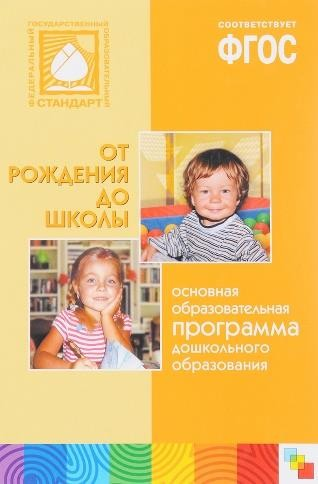 ГОСУДАРСТВЕННЫЙ
ФЕДЕРАЛЬНЫЙ
ОБРАЗОВАТЕЛЬНЫЙ
СТАНДАРТ
СООТВЕТСТВУЕТ
ФГОС
ОТ
РОЖДЕНИЯ
ДО
ШКОЛЫ
основная
образовательная
программа
дошкольного
образования